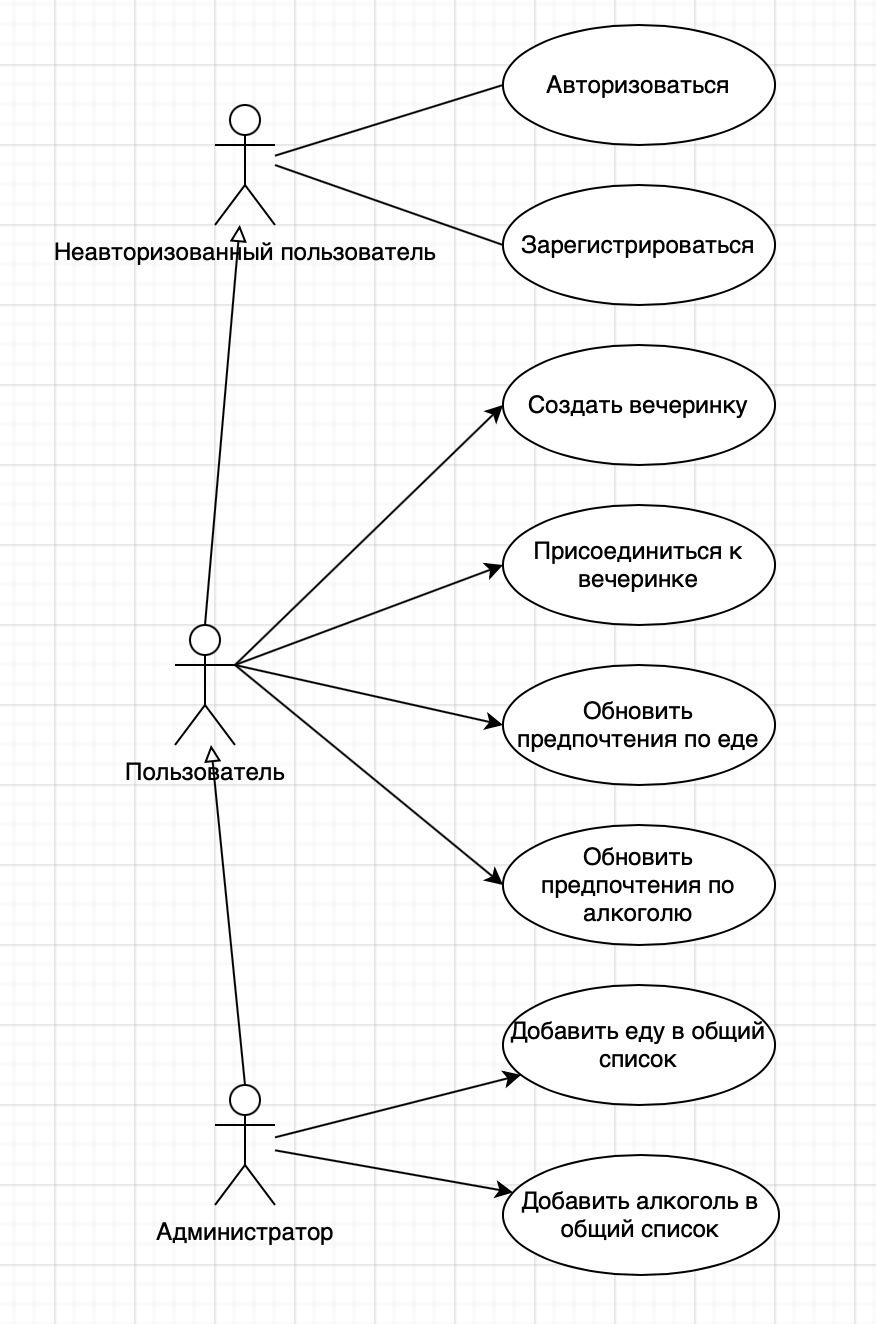 Авторизоваться
Неавторизованный пользователь
Зарегистрироваться
Создать вечеринку
Присоединиться к
вечеринке
Обновить
предпочтения по еде
Пользователь
Обновить
предпочтения по
алкоголю
Добавить еду в общий
список
Администратор
Добавить алкоголь в
общий список